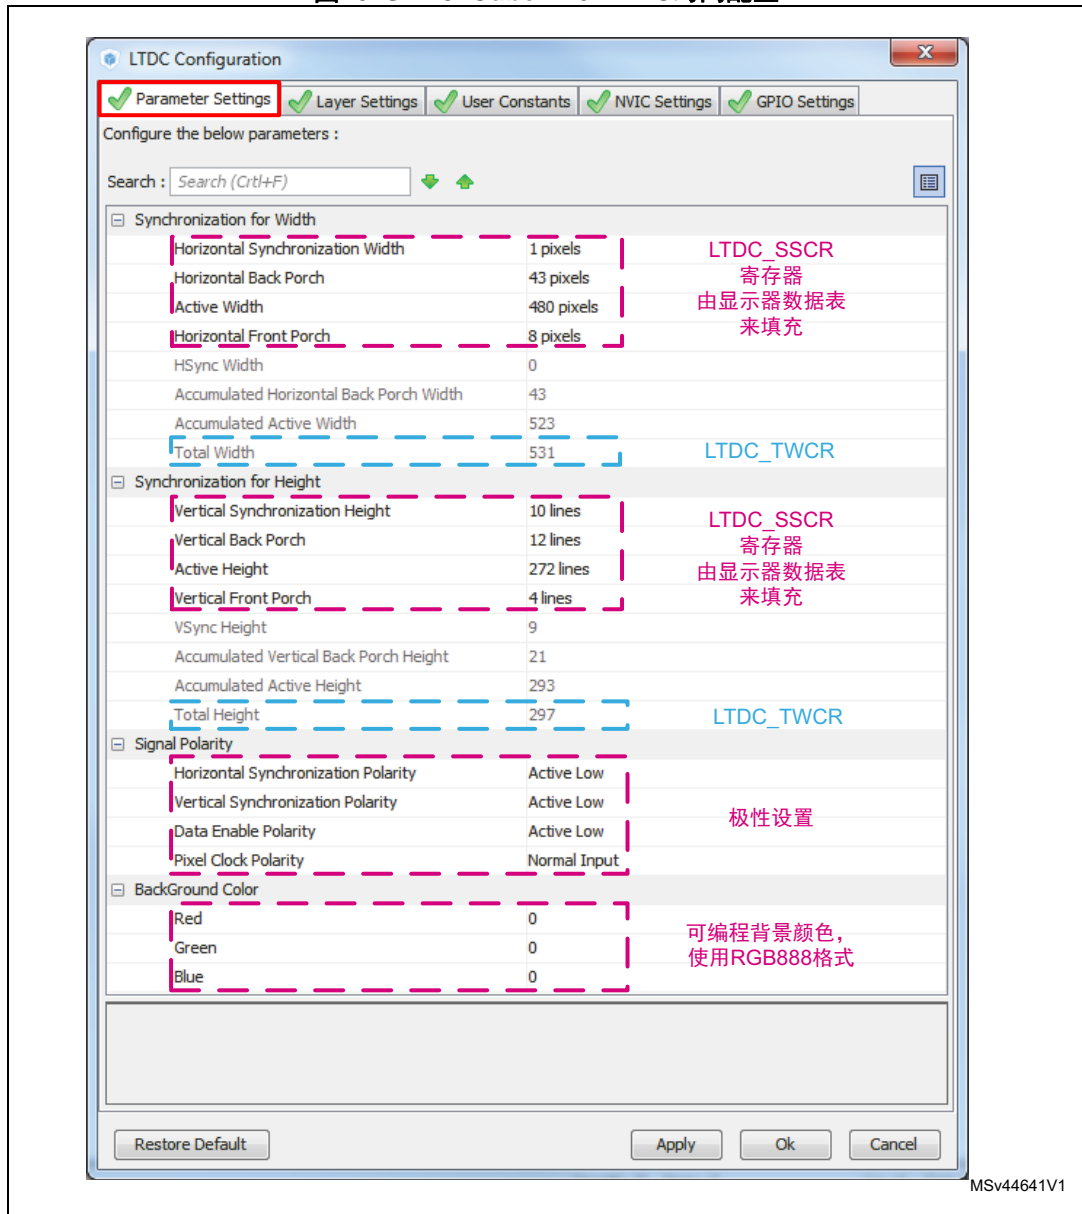 LTDC Configuration
Parameter Settings
Layer Settings
User Constants
NVIC Settings
GPIO Settings
Configure the below parameters :
Search : Search (Crtl+F)
Synchronization for Width
Horizontal Synchronization Width 1 pixels
Horizontal Back Porch 43 pixels
Active Width 480 pixels
Horizontal Front Porch 8 pixels
LTDC_SSCR
寄存器
由显示器数据表
来填充
HSync Width 0
Accumulated Horizontal Back Porch Width 43
Accumulated Active Width 523
Total Width 531 LTDC_TWCR
Synchronization for Height
Vertical Synchronization Height 10 lines
Vertical Back Porch 12 lines
Active Height 272 lines
Vertical Front Porch 4 lines
LTDC_SSCR
寄存器
由显示器数据表
来填充
VSync Height 9
Accumulated Vertical Back Porch Height 21
Accumulated Active Height 293
Total Height 297 LTDC_TWCR
Signal Polarity
Horizontal Synchronization Polarity Active Low
Vertical Synchronization Polarity Active Low
Data Enable Polarity Active Low
Pixel Clock Polarity Normal Input
极性设置
BackGround Color
Red 0
Green 0
Blue 0
可编程背景颜色，
使用RGB888格式
Restore Default
Apply
Ok
Cancel
MSv44641V1